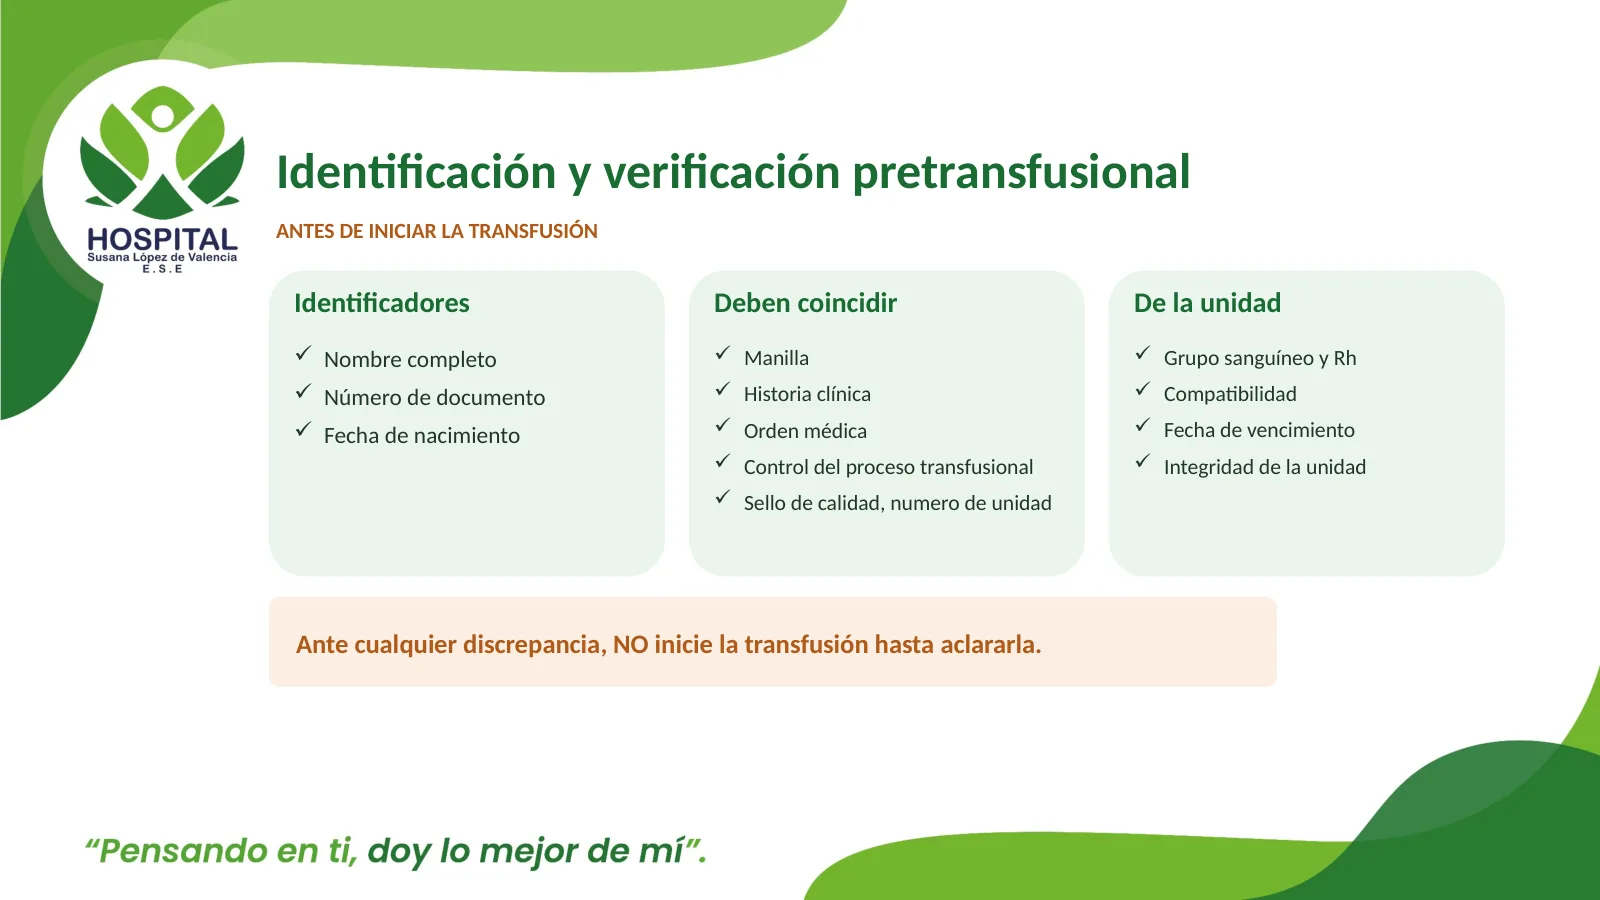 HOSPITAL
Susana López de Valencia
E.S.E
Identificación y verificación pretransfusional
ANTES DE INICIAR LA TRANSFUSIÓN
Identificadores
Nombre completo
Número de documento
Fecha de nacimiento
Deben coincidir
Manilla
Historia clínica
Orden médica
Control del proceso transfusional
Sello de calidad, numero de unidad
De la unidad
Grupo sanguíneo y Rh
Compatibilidad
Fecha de vencimiento
Integridad de la unidad
Ante cualquier discrepancia, NO inicie la transfusión hasta aclararla.
“Pensando en ti, doy lo mejor de mí”.